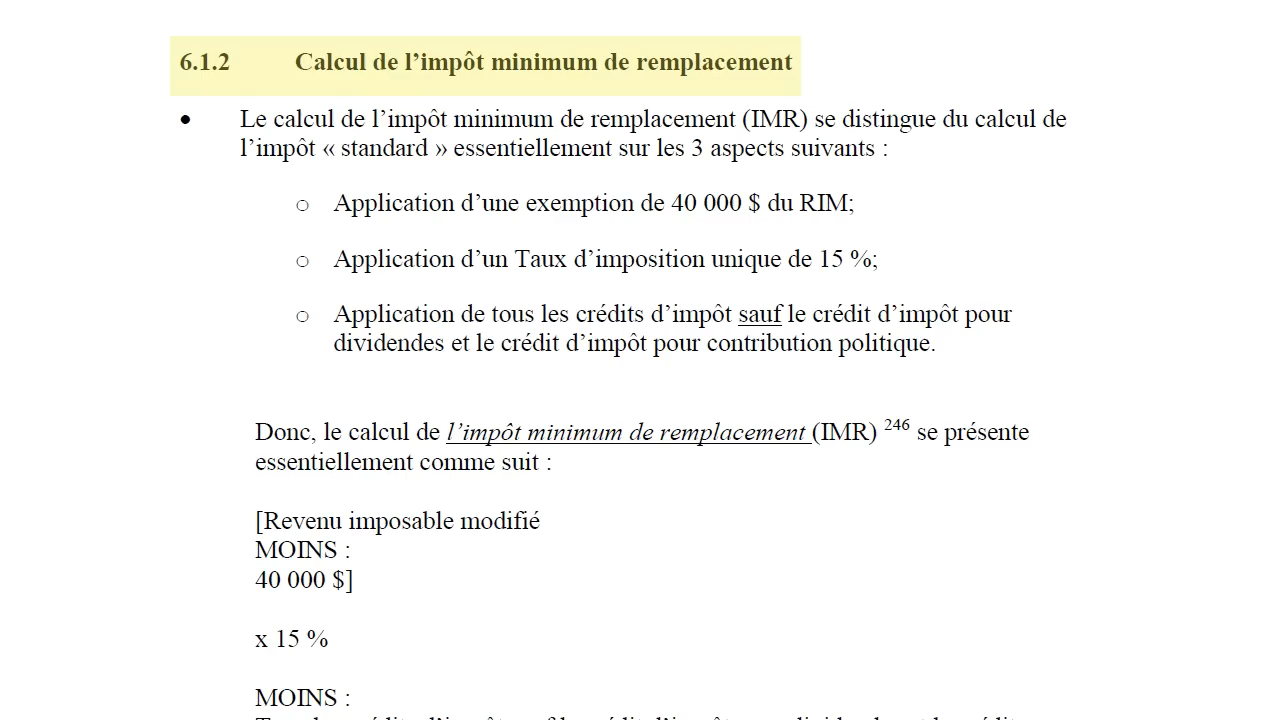 6.1.2 Calcul de l’impôt minimum de remplacement
• Le calcul de l’impôt minimum de remplacement (IMR) se distingue du calcul de
l’impôt « standard » essentiellement sur les 3 aspects suivants :
o Application d’une exemption de 40 000 $ du RIM;
o Application d’un Taux d’imposition unique de 15 %;
o Application de tous les crédits d’impôt sauf le crédit d’impôt pour
dividendes et le crédit d’impôt pour contribution politique.
Donc, le calcul de l’impôt minimum de remplacement (IMR) 246 se présente
essentiellement comme suit :
[Revenu imposable modifié
MOINS :
40 000 $]
x 15 %
MOINS :